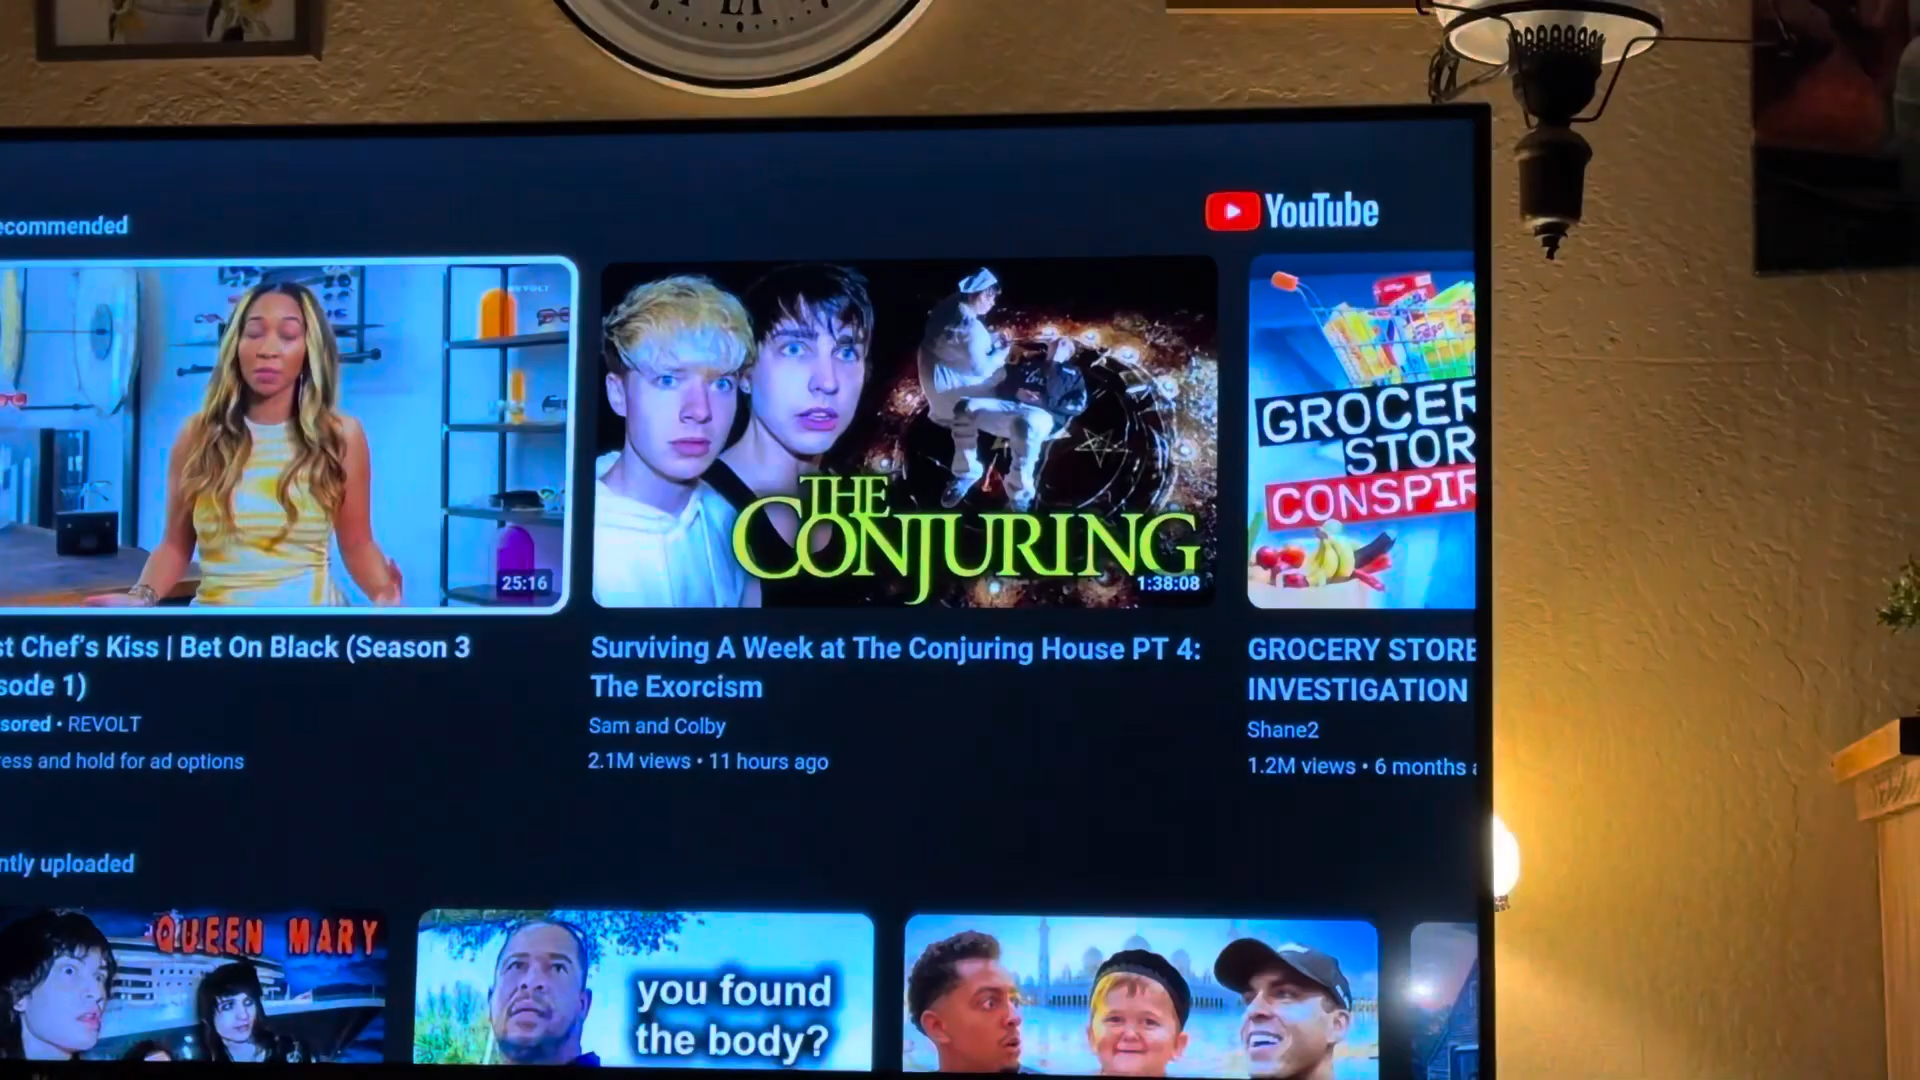 ecommended
YouTube
REVOLT
25:16
THE
CONJURING
1:38:08
GROCER
STOR
CONSPIR
st Chef's Kiss | Bet On Black (Season 3
sode 1)
sored • REVOLT
ress and hold for ad options
Surviving A Week at The Conjuring House PT 4:
The Exorcism
Sam and Colby
2.1M views • 11 hours ago
GROCERY STORE
INVESTIGATION
Shane2
1.2M views • 6 months a
ntly uploaded
QUEEN MARY
you found
the body?